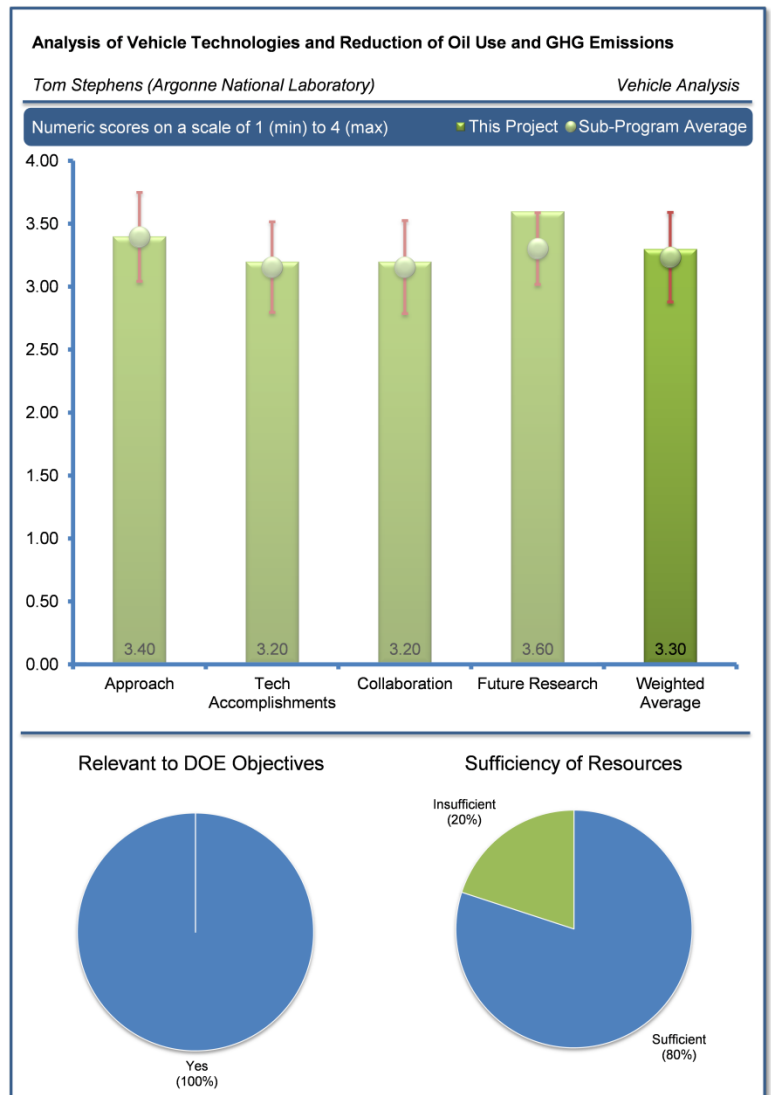 Analysis of Vehicle Technologies and Reduction of Oil Use and GHG Emissions
Tom Stephens (Argonne National Laboratory) Vehicle Analysis
Numeric scores on a scale of 1 (min) to 4 (max) This Project Sub-Program Average
4.00
3.50
3.00
2.50
2.00
1.50
1.00
0.50
0.00
3.40 3.20 3.20 3.60 3.30
Approach Tech Collaboration Future Research Weighted
Accomplishments Average
Relevant to DOE Objectives Sufficiency of Resources
Insufficient
(20%)
Sufficient
(80%)
Yes
(100%)